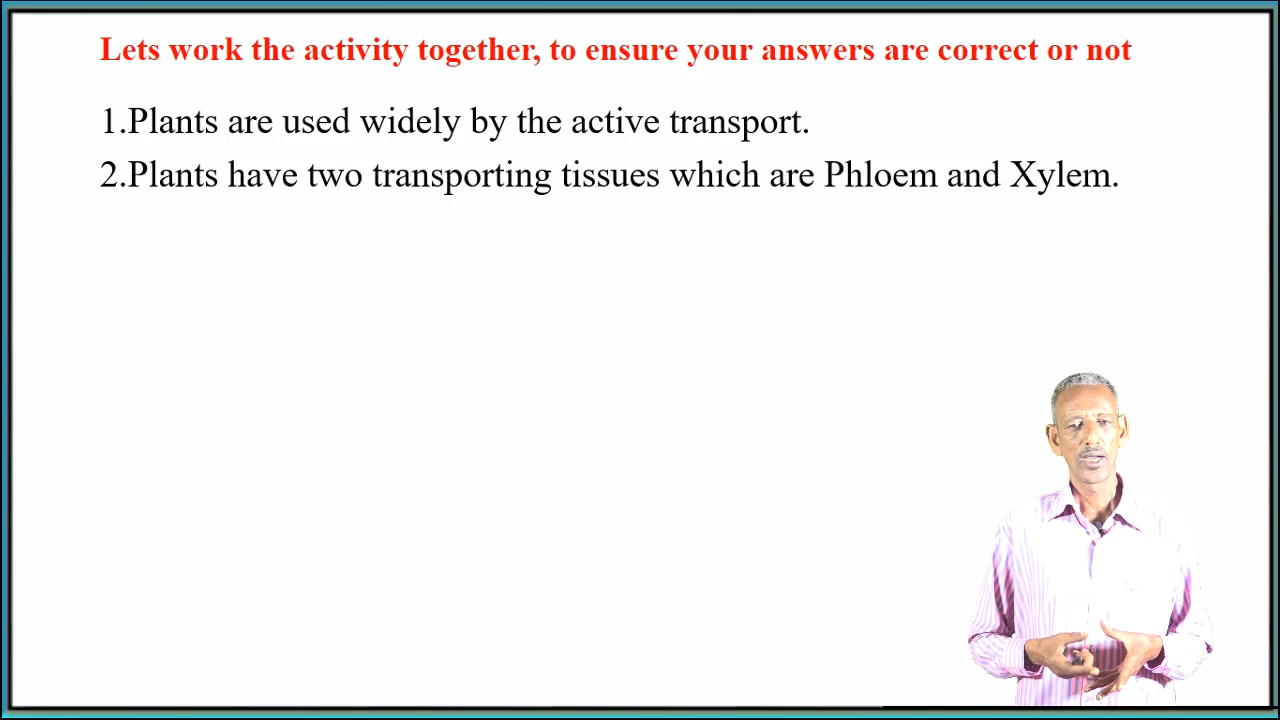 Lets work the activity together, to ensure your answers are correct or not
1.Plants are used widely by the active transport.
2.Plants have two transporting tissues which are Phloem and Xylem.